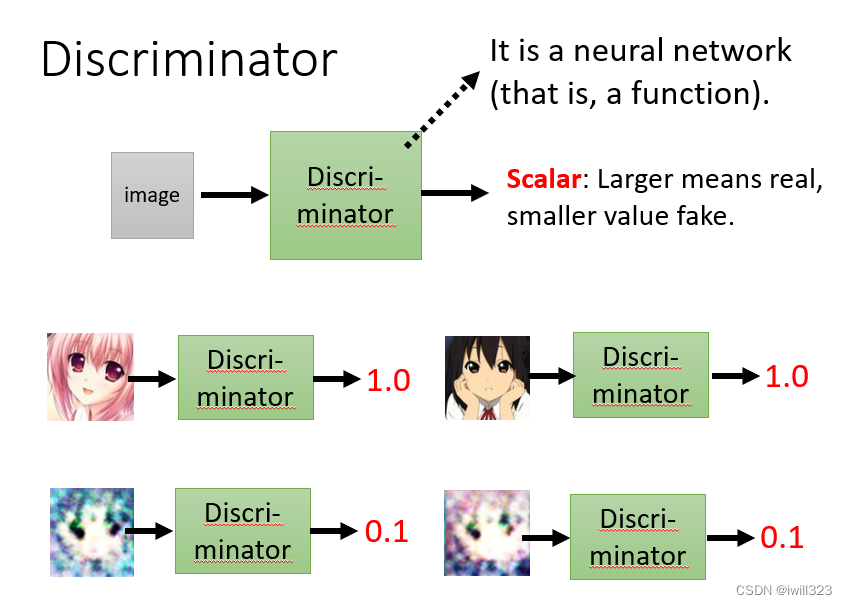 Discriminator
It is a neural network
(that is, a function).
image
Discri-
minator
Scalar: Larger means real,
smaller value fake.
Discri-
minator
1.0
Discri-
minator
1.0
Discri-
minator
0.1
Discri-
minator
0.1
CSDN @iwill323